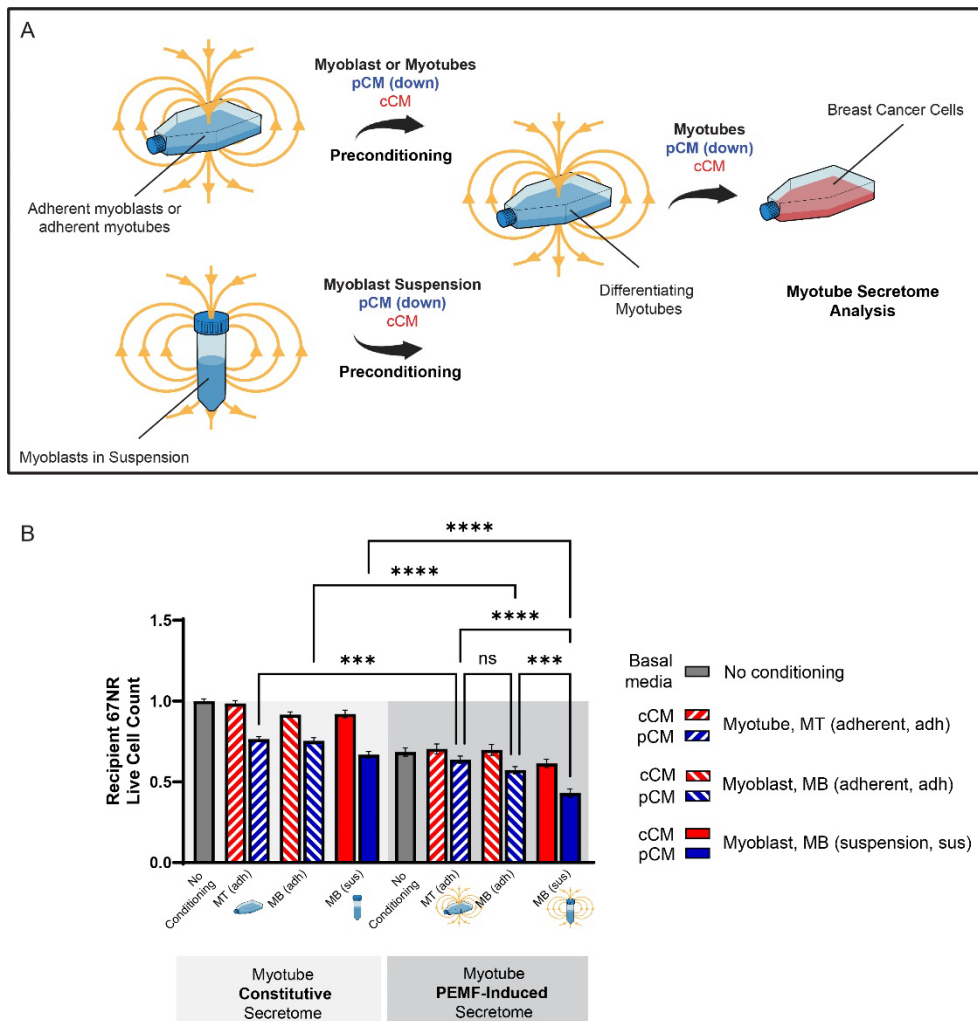 A
Myoblast or Myotubes
pCM (down)
cCM
Preconditioning
Adherent myoblasts or
adherent myotubes
Myotubes
pCM (down)
cCM
Breast Cancer Cells
Myoblast Suspension
pCM (down)
cCM
Preconditioning
Differentiating
Myotubes
Myotube Secretome
Analysis
Myoblasts in Suspension
B
****
****
****
***
ns
***
Recipient 67NR
Live Cell Count
1.5
1.0
0.5
0.0
No
Conditioning
MT (adh)
MB (adh)
MB (sus)
No
Conditioning
MT (adh)
MB (adh)
MB (sus)
Myotube
Constitutive
Secretome
Myotube
PEMF-Induced
Secretome
Basal
media
No conditioning
cCM
pCM
Myotube, MT (adherent, adh)
cCM
pCM
Myoblast, MB (adherent, adh)
cCM
pCM
Myoblast, MB (suspension, sus)